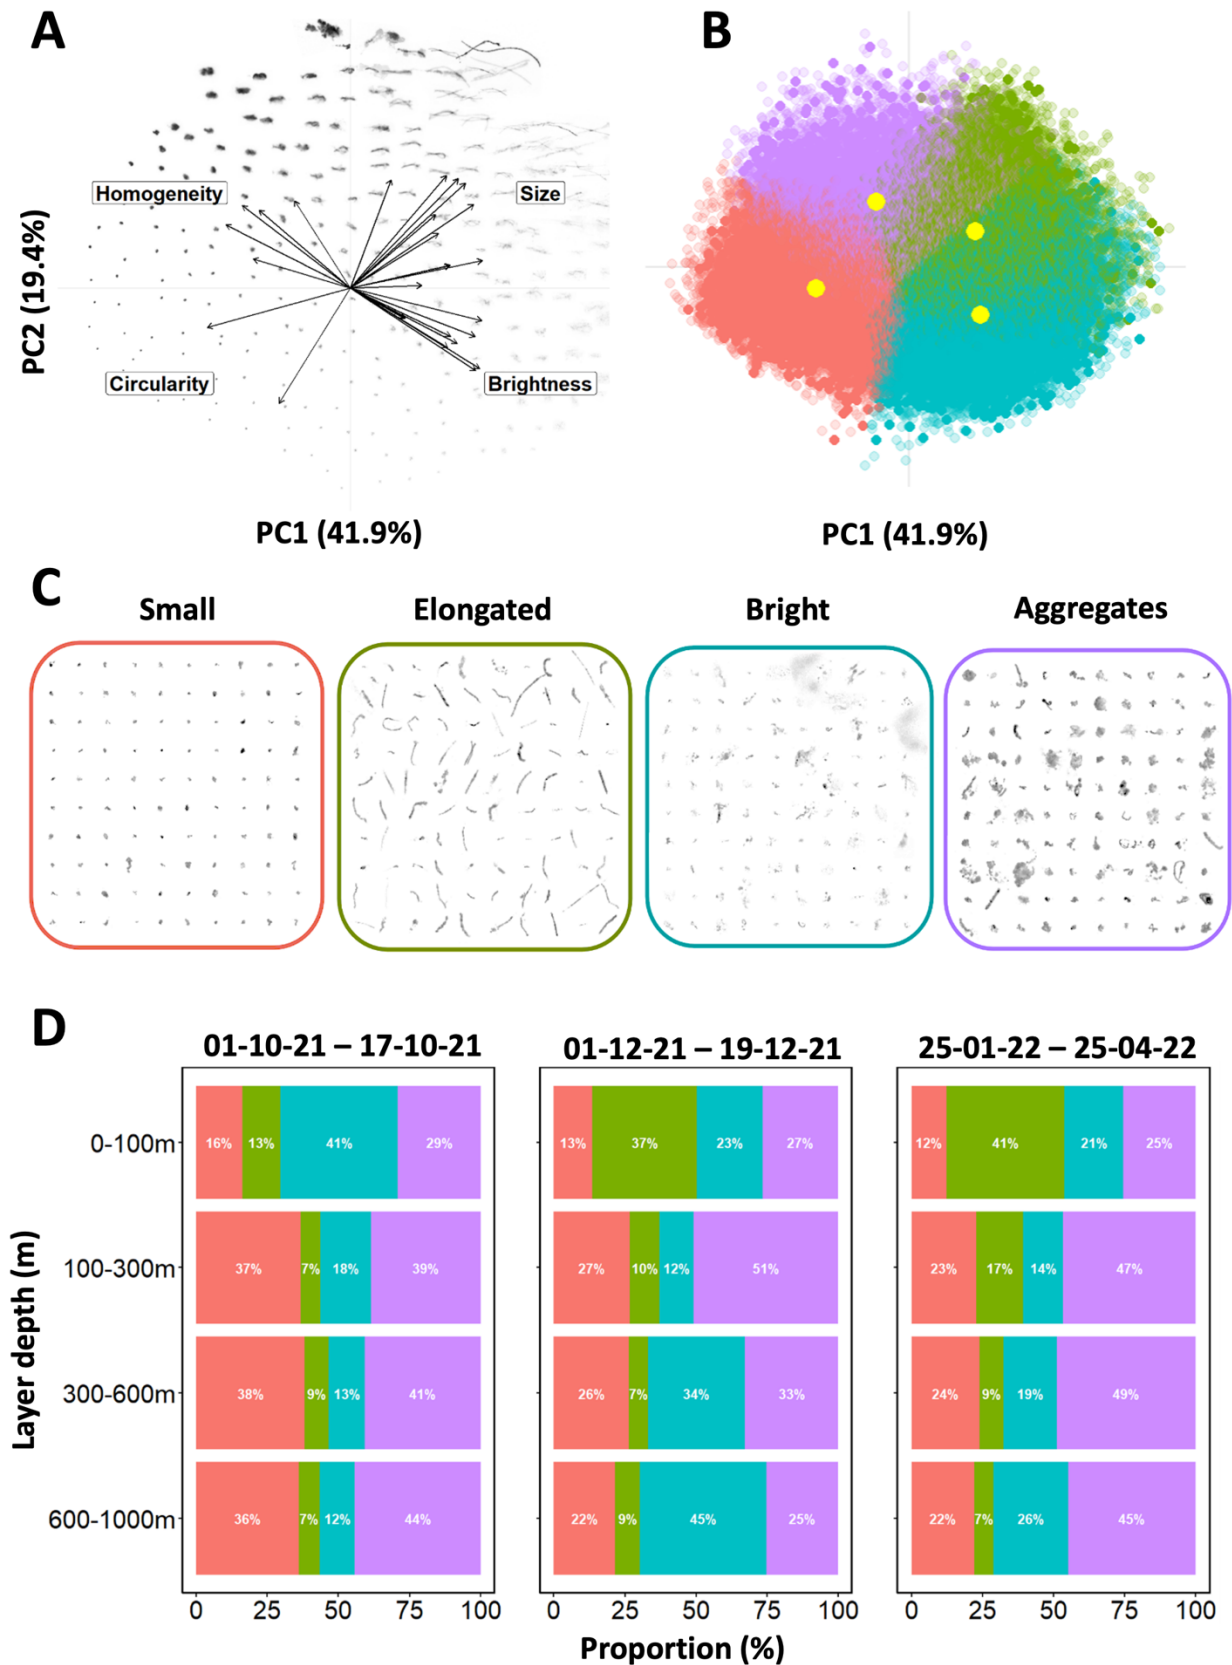 A
B
Homogeneity
Size
PC2 (19.4%)
Circularity
Brightness
PC1 (41.9%)
PC1 (41.9%)
C
Small
Elongated
Bright
Aggregates
D
01-10-21 – 17-10-21
01-12-21 – 19-12-21
25-01-22 – 25-04-22
0-100m
16% 13% 41% 29%
13% 37% 23% 27%
12% 41% 21% 25%
100-300m
37% 7% 18% 39%
27% 10% 12% 51%
23% 17% 14% 47%
Layer depth (m)
300-600m
38% 9% 13% 41%
26% 7% 34% 33%
24% 9% 19% 49%
600-1000m
36% 7% 12% 44%
22% 9% 45% 25%
22% 7% 26% 45%
0 25 50 75 100
0 25 50 75 100
0 25 50 75 100
Proportion (%)